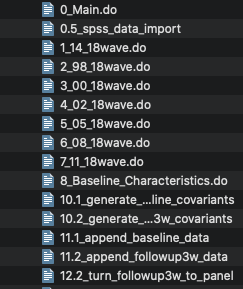 0_Main.do
0.5_spss_data_import
1_14_18wave.do
2_98_18wave.do
3_00_18wave.do
4_02_18wave.do
5_05_18wave.do
6_08_18wave.do
7_11_18wave.do
8_Baseline_Characteristics.do
10.1_generate_...line_covariants
10.2_generate_...3w_covariants
11.1_append_baseline_data
11.2_append_followup3w_data
12.2_turn_followup3w_to_panel